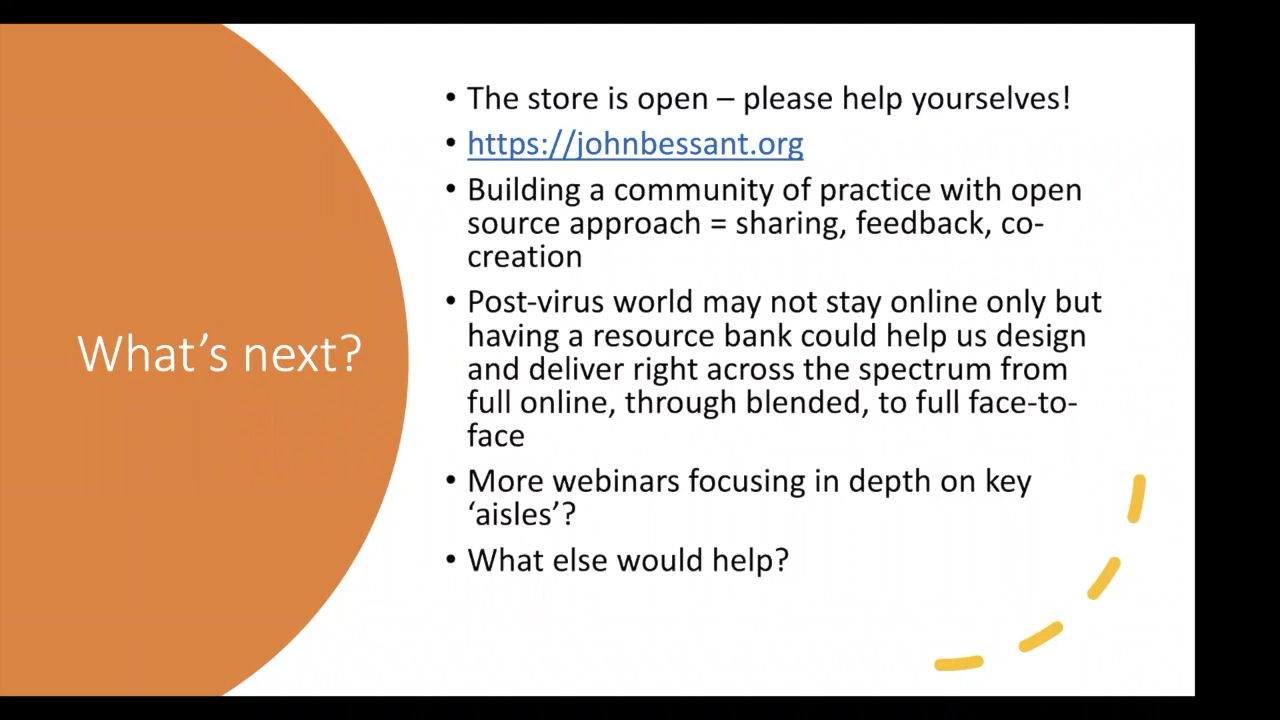 What’s next?
• The store is open – please help yourselves!
• https://johnbessant.org
• Building a community of practice with open
source approach = sharing, feedback, co-
creation
• Post-virus world may not stay online only but
having a resource bank could help us design
and deliver right across the spectrum from
full online, through blended, to full face-to-
face
• More webinars focusing in depth on key
‘aisles’?
• What else would help?